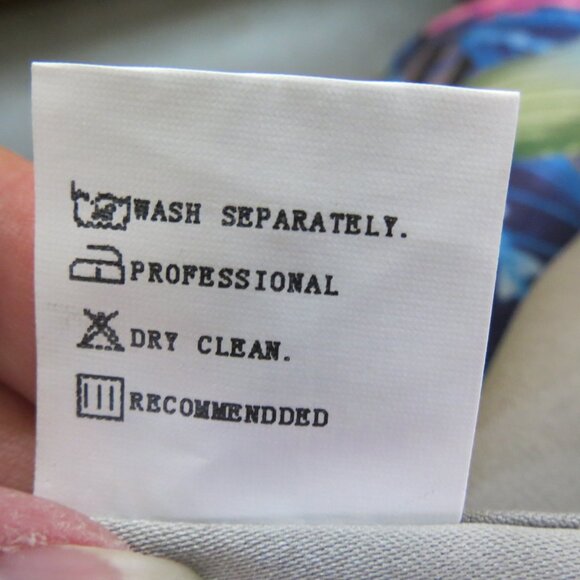 WASH SEPARATELY.
PROFESSIONAL
DRY CLEAN.
RECOMMENDDED